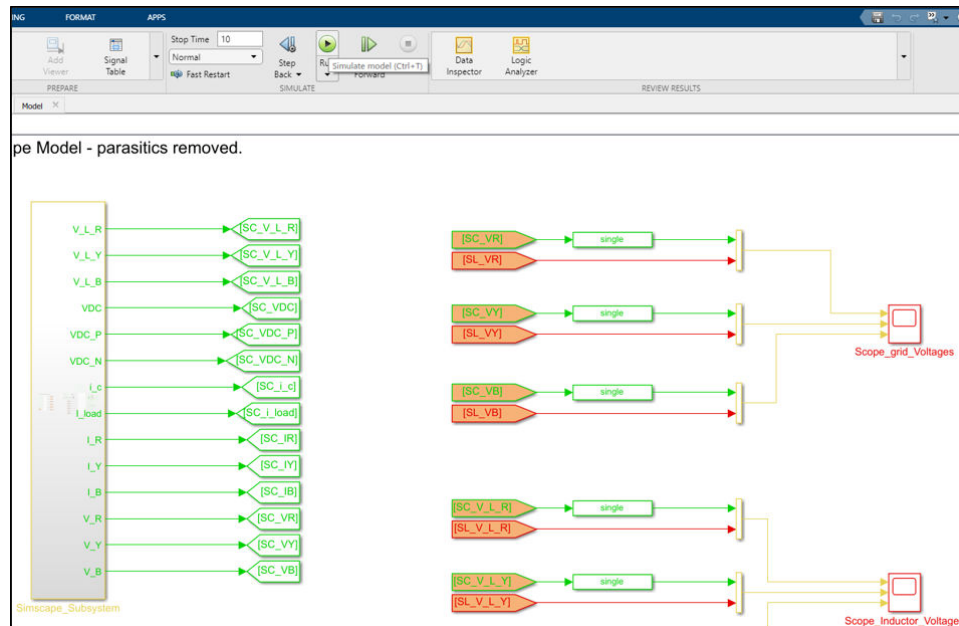 NG
FORMAT
APPS
Add
Viewer
Signal
Table
PREPARE
Stop Time 10
Normal
Fast Restart
Step
Back
Simulate model (Ctrl+T)
Forward
SIMULATE
Data
Inspector
Logic
Analyzer
REVIEW RESULTS
Model
pe Model - parasitics removed.
V_L_R [SC_V_L_R]
V_L_Y [SC_V_L_Y]
V_L_B [SC_V_L_B]
VDC [SC_VDC]
VDC_P [SC_VDC_P]
VDC_N [SC_VDC_N]
i_c [SC_i_c]
I_load [SC_i_load]
I_R [SC_IR]
I_Y [SC_IY]
I_B [SC_IB]
V_R [SC_VR]
V_Y [SC_VY]
V_B [SC_VB]
Simscape_Subsystem
[SC_VR] single
[SL_VR]
[SC_VY] single
[SL_VY]
[SC_VB] single
[SL_VB]
Scope_grid_Voltages
[SC_V_L_R] single
[SL_V_L_R]
[SC_V_L_Y] single
[SL_V_L_Y]
Scope_Inductor_Voltage